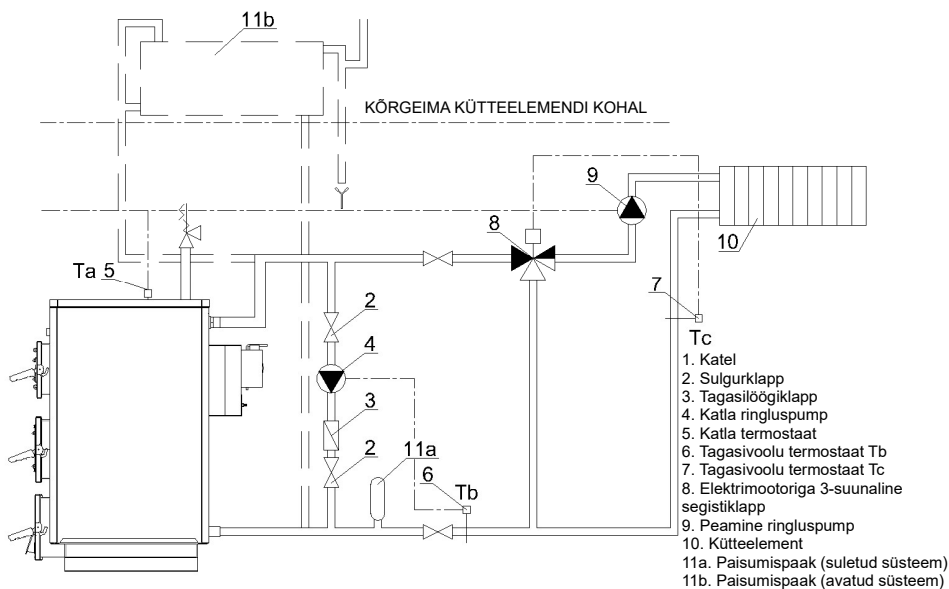 11b
KÕRGEIMA KÜTTEELEMENDI KOHAL
9
8
10
Ta 5
7
2
Tc
4
3
2
11a
6 Tb
1. Katel
2. Sulgurklapp
3. Tagasilöögiklapp
4. Katla ringluspump
5. Katla termostaat
6. Tagasivoolu termostaat Tb
7. Tagasivoolu termostaat Tc
8. Elektrimootoriga 3-suunaline
segistiklapp
9. Peamine ringluspump
10. Kütteelement
11a. Paisumispaak (suletud süsteem)
11b. Paisumispaak (avatud süsteem)